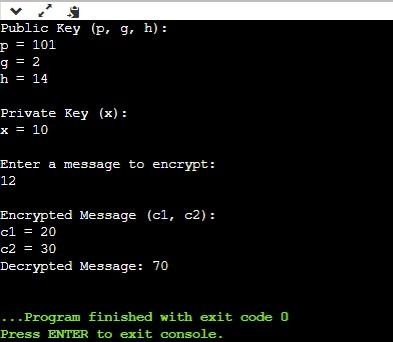 Public Key (p, g, h):
p = 101
g = 2
h = 14
Private Key (x):
x = 10
Enter a message to encrypt:
12
Encrypted Message (c1, c2):
c1 = 20
c2 = 30
Decrypted Message: 70
...Program finished with exit code 0
Press ENTER to exit console.